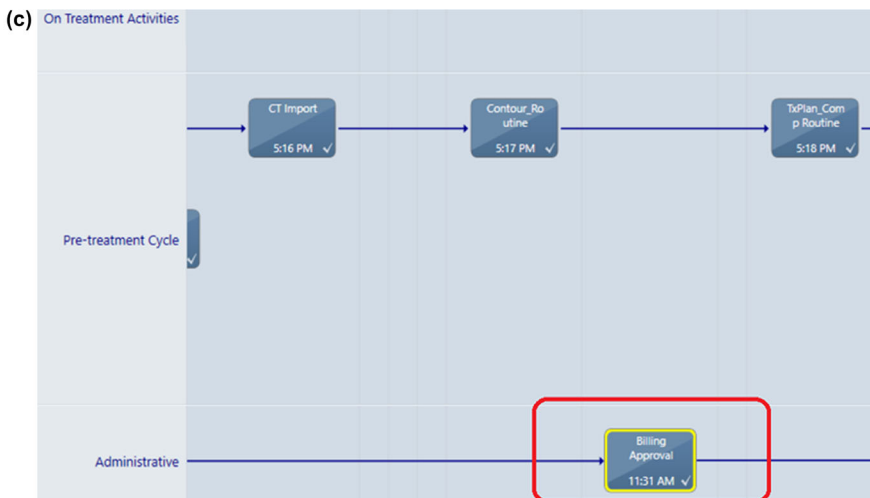 (c)
On Treatment Activities
CT Import
5:16 PM
Contour_Ro
utine
5:17 PM
TxPlan_Com
p Routine
5:18 PM
Pre-treatment Cycle
Administrative
Billing
Approval
11:31 AM